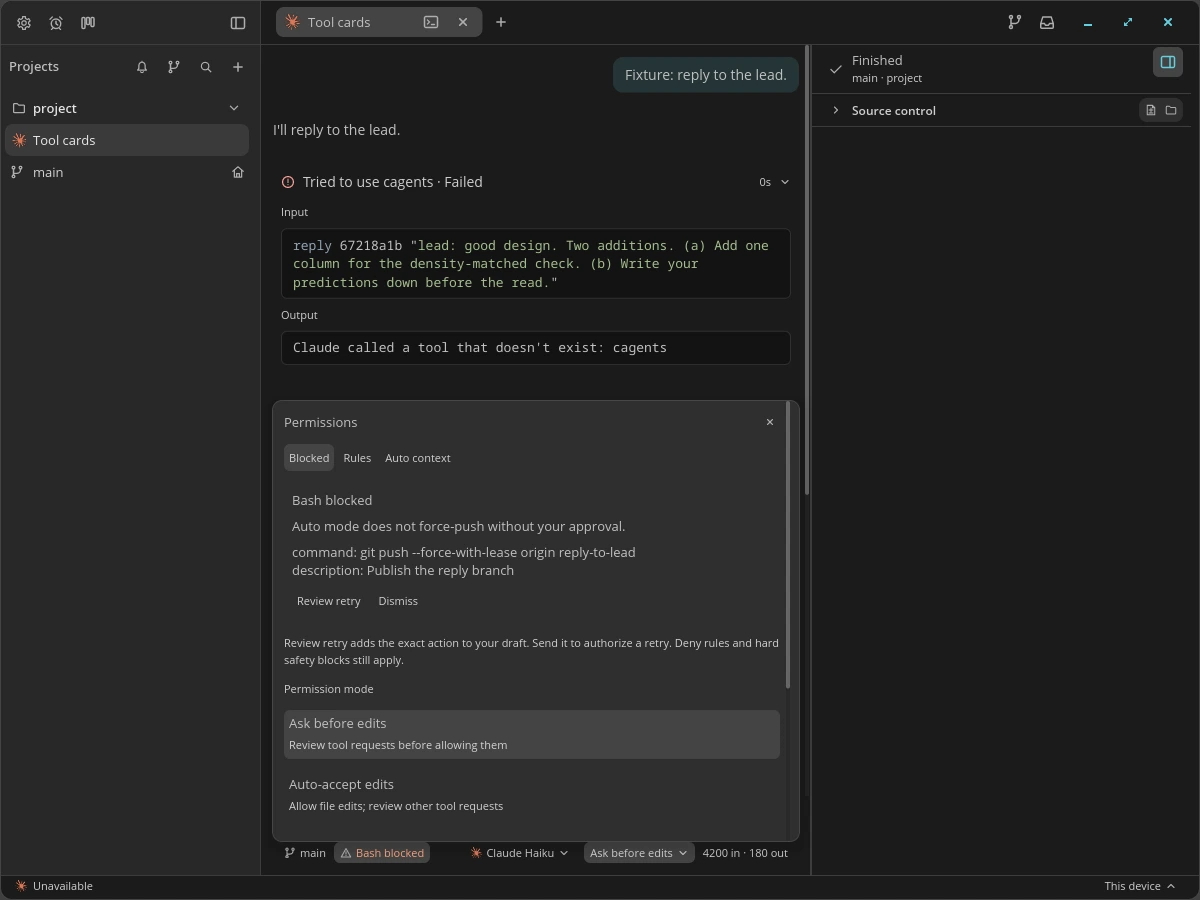 Tool cards
Projects
project
Tool cards
main
Fixture: reply to the lead.
I'll reply to the lead.
Tried to use cagents · Failed
0s
Input
reply 67218a1b "lead: good design. Two additions. (a) Add one
column for the density-matched check. (b) Write your
predictions down before the read."
Output
Claude called a tool that doesn't exist: cagents
Permissions
Blocked
Rules
Auto context
Bash blocked
Auto mode does not force-push without your approval.
command: git push --force-with-lease origin reply-to-lead
description: Publish the reply branch
Review retry
Dismiss
Review retry adds the exact action to your draft. Send it to authorize a retry. Deny rules and hard
safety blocks still apply.
Permission mode
Ask before edits
Review tool requests before allowing them
Auto-accept edits
Allow file edits; review other tool requests
main
Bash blocked
Claude Haiku
Ask before edits
4200 in · 180 out
Finished
main · project
Source control
Unavailable
This device